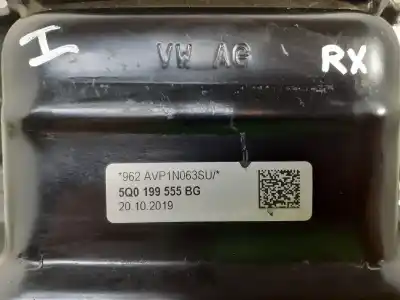 I
VW AG
RX
*962 AVP1N063SU/*
5Q0 199 555 BG
20.10.2019